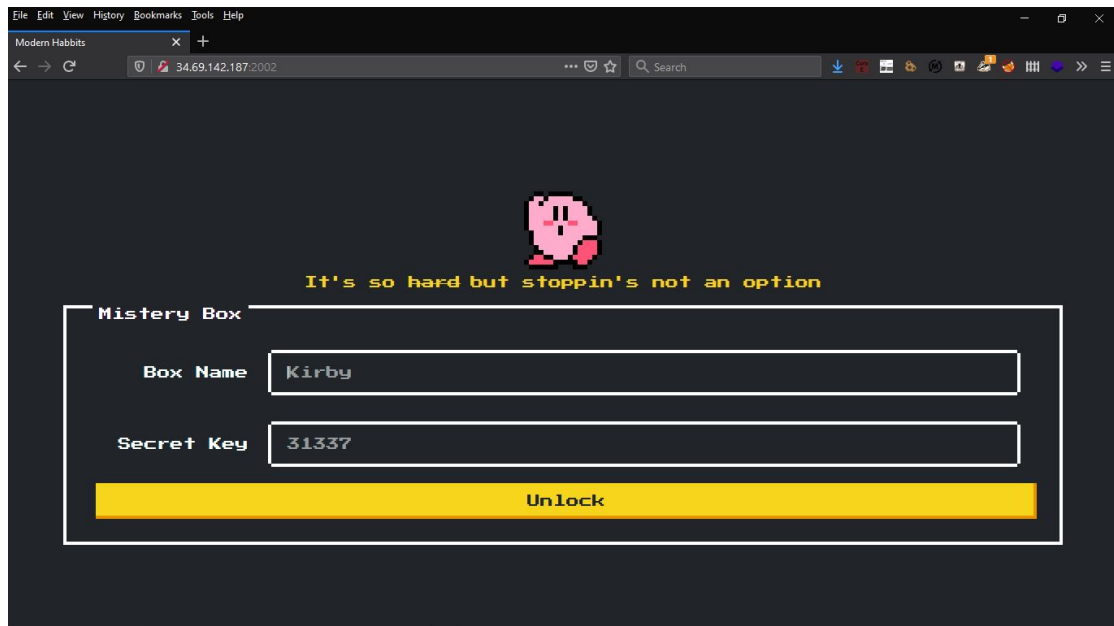 File Edit View History Bookmarks Tools Help
Modern Habbits
34.69.142.187:2002
Search
1
It's so hard but stoppin's not an option
Mistery Box
Box Name Kirby
Secret Key 31337
Unlock